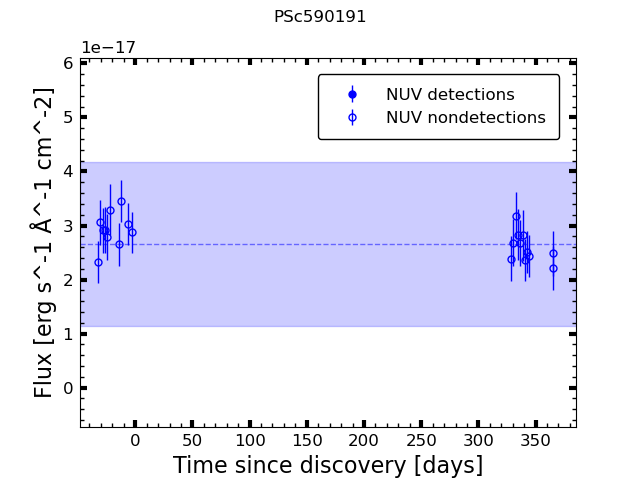 PSc590191
1e−17
6
5
4
3
2
1
0
Flux [erg s^-1 Å^-1 cm^-2]
NUV detections
NUV nondetections
0 50 100 150 200 250 300 350
Time since discovery [days]